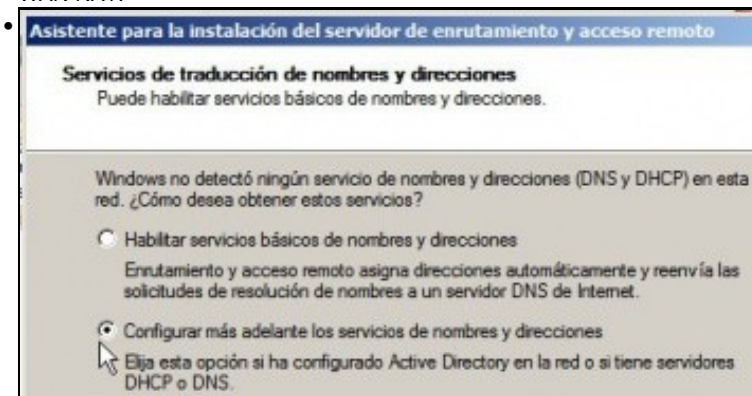 Asistente para la instalación del servidor de enrutamiento y acceso remoto
Servicios de traducción de nombres y direcciones
Puede habilitar servicios básicos de nombres y direcciones.
Windows no detectó ningún servicio de nombres y direcciones (DNS y DHCP) en esta
red. ¿Cómo desea obtener estos servicios?
Habilitar servicios básicos de nombres y direcciones
Enrutamiento y acceso remoto asigna direcciones automáticamente y reenvía las
solicitudes de resolución de nombres a un servidor DNS de Internet.
Configurar más adelante los servicios de nombres y direcciones
Elija esta opción si ha configurado Active Directory en la red o si tiene servidores
DHCP o DNS.